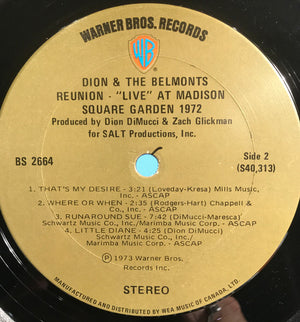 WARNER BROS. RECORDS
WB
DION & THE BELMONTS
REUNION - "LIVE" AT MADISON
SQUARE GARDEN 1972
Produced by Dion DiMucci & Zach Glickman
for SALT Productions, Inc.
BS 2664
Side 2
(S40,313)
1. THAT'S MY DESIRE - 3:21 (Loveday-Kresa) Mills Music,
Inc. - ASCAP
2. WHERE OR WHEN - 2:35 (Rodgers-Hart) Chappell &
Co., Inc. - ASCAP
3. RUNAROUND SUE - 7:42 (DiMucci-Maresca)
Schwartz Music Co., Inc./
Marimba Music Corp. - ASCAP
4. LITTLE DIANE - 4:25 (Dion DiMucci)
Schwartz Music Co., Inc./
Marimba Music Corp. - ASCAP
Ⓟ 1973 Warner Bros.
Records Inc.
STEREO
MANUFACTURED AND DISTRIBUTED BY WEA MUSIC OF CANADA, LTD.